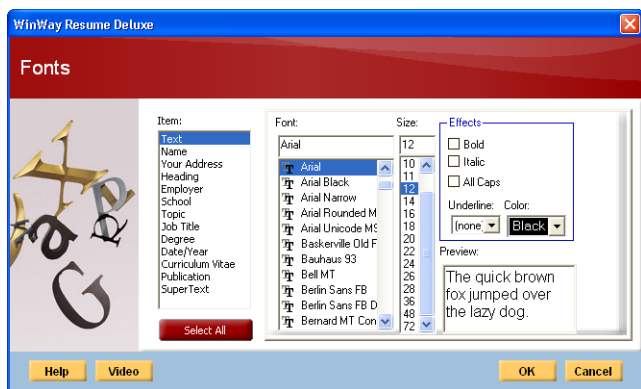 WinWay Resume Deluxe
Fonts
Item:
Text
Name
Your Address
Heading
Employer
School
Topic
Job Title
Degree
Date/Year
Curriculum Vitae
Publication
SuperText
Select All
Font:
Arial
Arial
Arial Black
Arial Narrow
Arial Rounded M
Arial Unicode MS
Baskerville Old F
Bauhaus 93
Bell MT
Berlin Sans FB
Berlin Sans FB D
Bernard MT Con
Size:
12
10
11
12
14
16
18
20
22
24
26
28
36
48
72
Effects
Bold
Italic
All Caps
Underline: Color:
(none) Black
Preview:
The quick brown
fox jumped over
the lazy dog.
Help Video OK Cancel